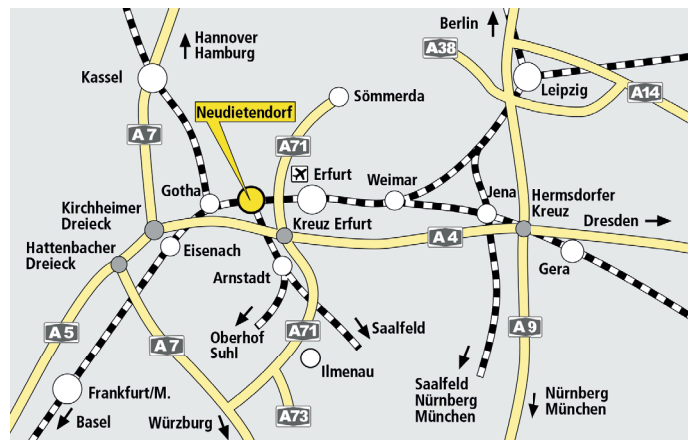 Hannover
Hamburg
Berlin
A38
Kassel
Leipzig
A14
Neudietendorf
Sömmerda
A7
A71
Erfurt
Gotha
Weimar
Jena
Hermsdorfer
Kreuz
Kirchheimer
Dreieck
Kreuz Erfurt
Dresden
A4
Hattenbacher
Dreieck
Eisenach
Gera
Arnstadt
A5
A7
Oberhof
Suhl
A71
Saalfeld
A9
Ilmenau
Frankfurt/M.
Basel
Würzburg
A73
Saalfeld
Nürnberg
München
Nürnberg
München